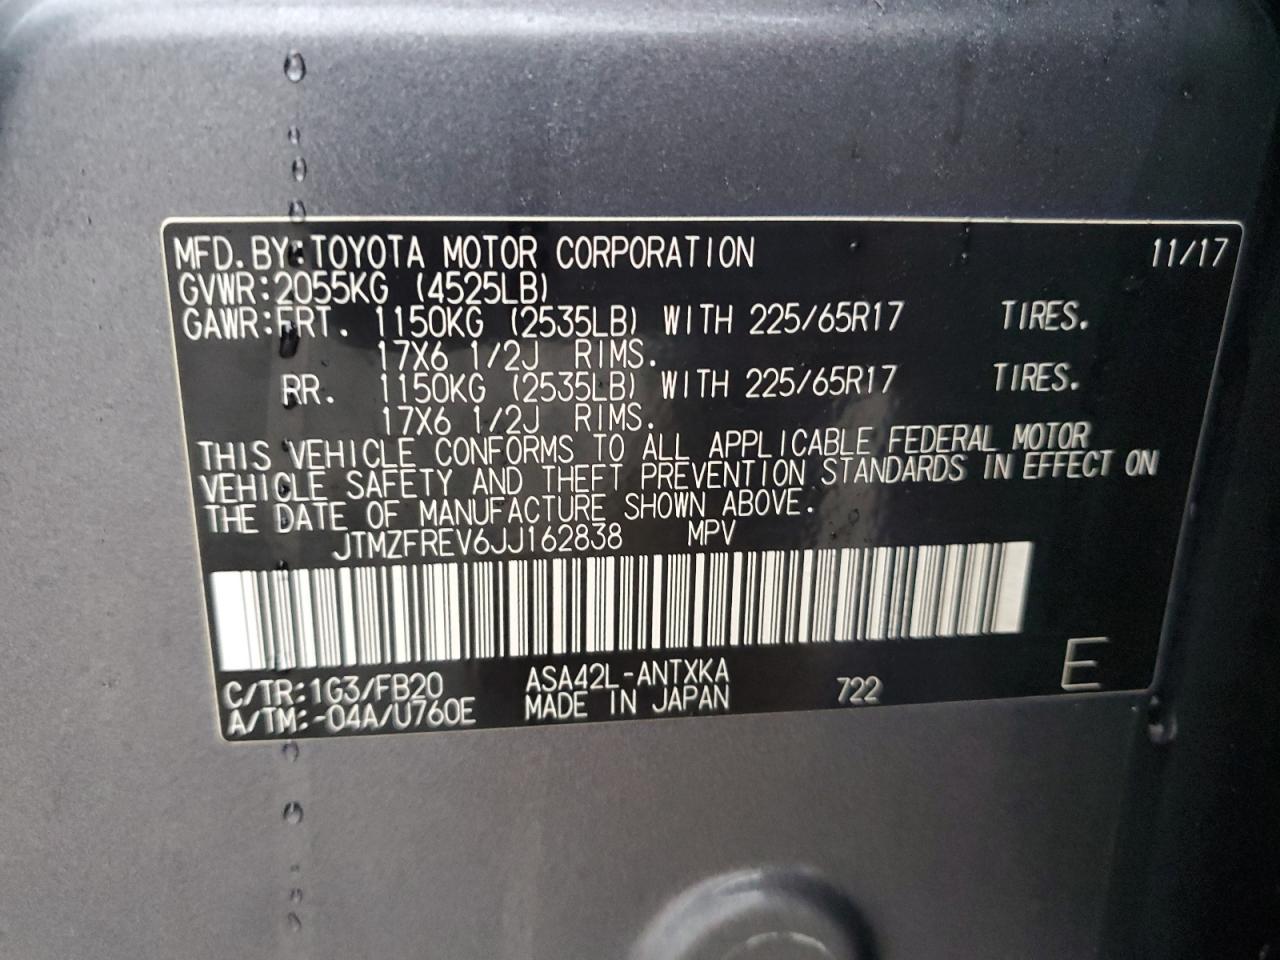 MFD. BY: TOYOTA MOTOR CORPORATION 11/17
GVWR: 2055KG (4525LB)
GAWR: FRT. 1150KG (2535LB) WITH 225/65R17 TIRES.
17X6 1/2J RIMS.
RR. 1150KG (2535LB) WITH 225/65R17 TIRES.
17X6 1/2J RIMS.
THIS VEHICLE CONFORMS TO ALL APPLICABLE FEDERAL MOTOR
VEHICLE SAFETY AND THEFT PREVENTION STANDARDS IN EFFECT ON
THE DATE OF MANUFACTURE SHOWN ABOVE.
JTMZFREV6JJ162838 MPV
C/TR: 1G3/FB20 ASA42L-ANTXKA 722 E
A/TM: -04A/U760E MADE IN JAPAN